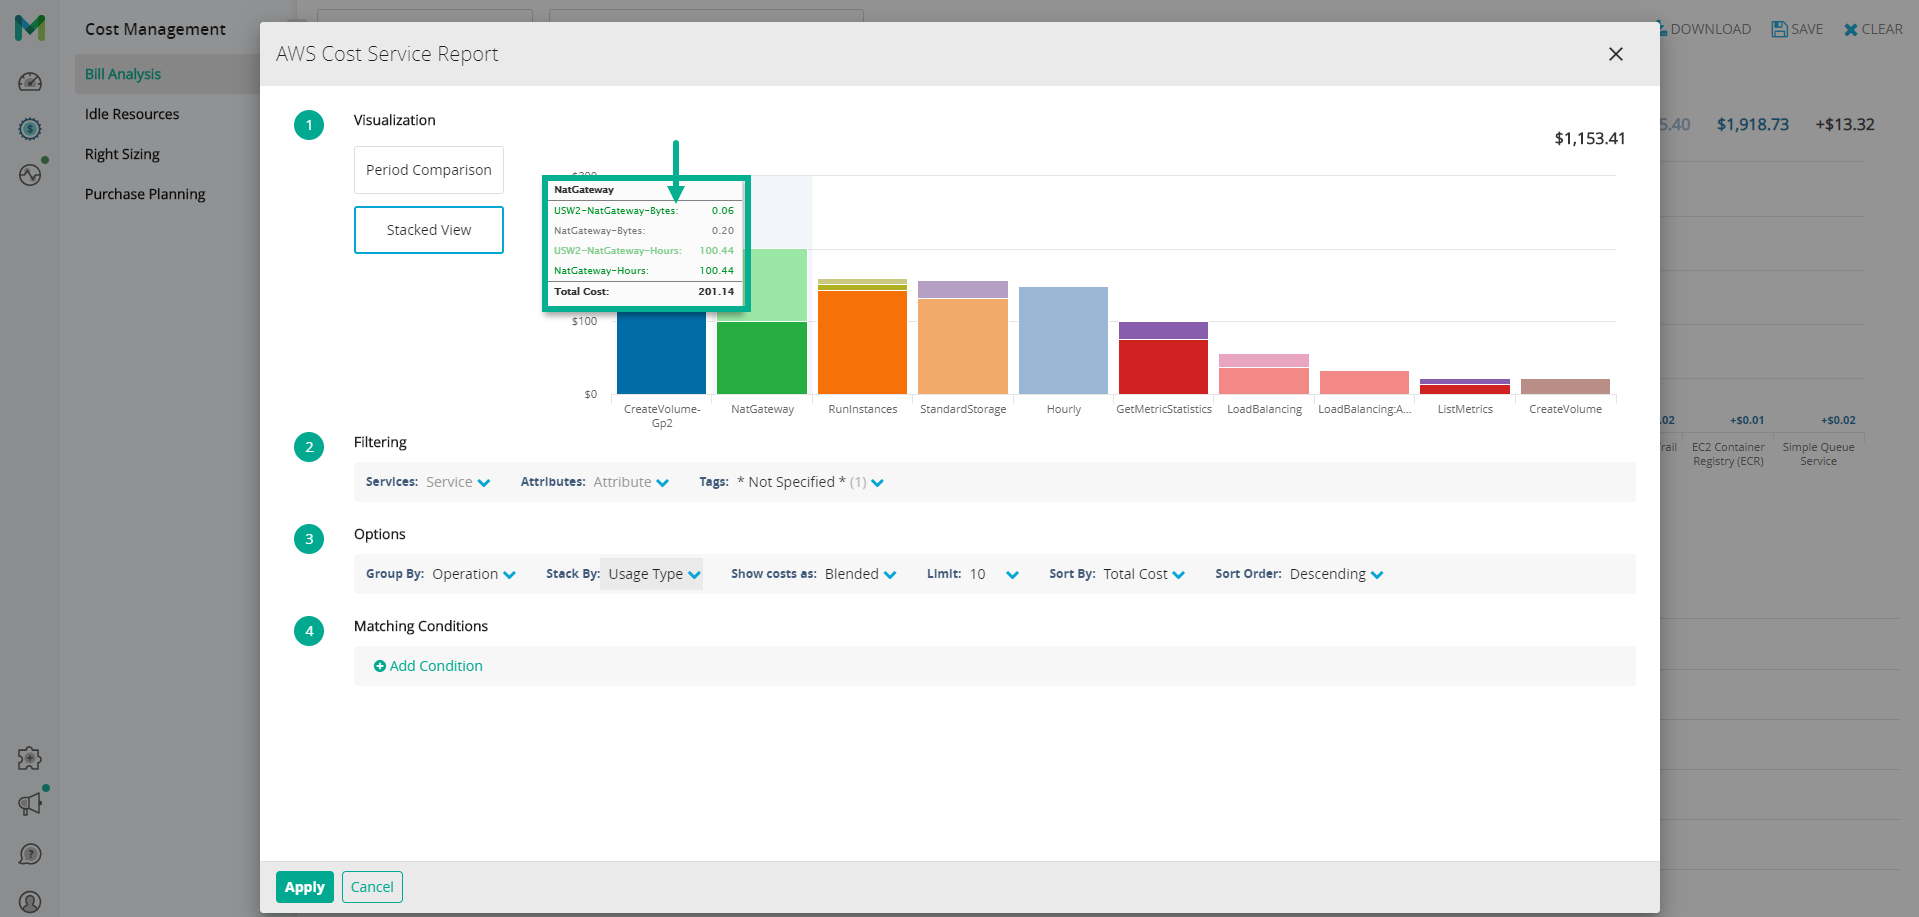 Cost Management
Bill Analysis
Idle Resources
Right Sizing
Purchase Planning
DOWNLOAD
SAVE
CLEAR
5.40 $1,918.73 +$13.32
AWS Cost Service Report
1
Visualization
Period Comparison
Stacked View
$1,153.41
NatGateway
USW2-NatGateway-Bytes: 0.06
NatGateway-Bytes: 0.20
USW2-NatGateway-Hours: 100.44
NatGateway-Hours: 100.44
Total Cost: 201.14
$100
$0
CreateVolume-
Gp2
NatGateway
RunInstances
StandardStorage
Hourly
GetMetricStatistics
LoadBalancing
LoadBalancing:A...
ListMetrics
CreateVolume
.02 +$0.01 +$0.02
rail
EC2 Container
Registry (ECR)
Simple Queue
Service
2
Filtering
Services: Service Attributes: Attribute Tags: * Not Specified * (1)
3
Options
Group By: Operation Stack By: Usage Type Show costs as: Blended Limit: 10 Sort By: Total Cost Sort Order: Descending
4
Matching Conditions
Add Condition
Apply
Cancel